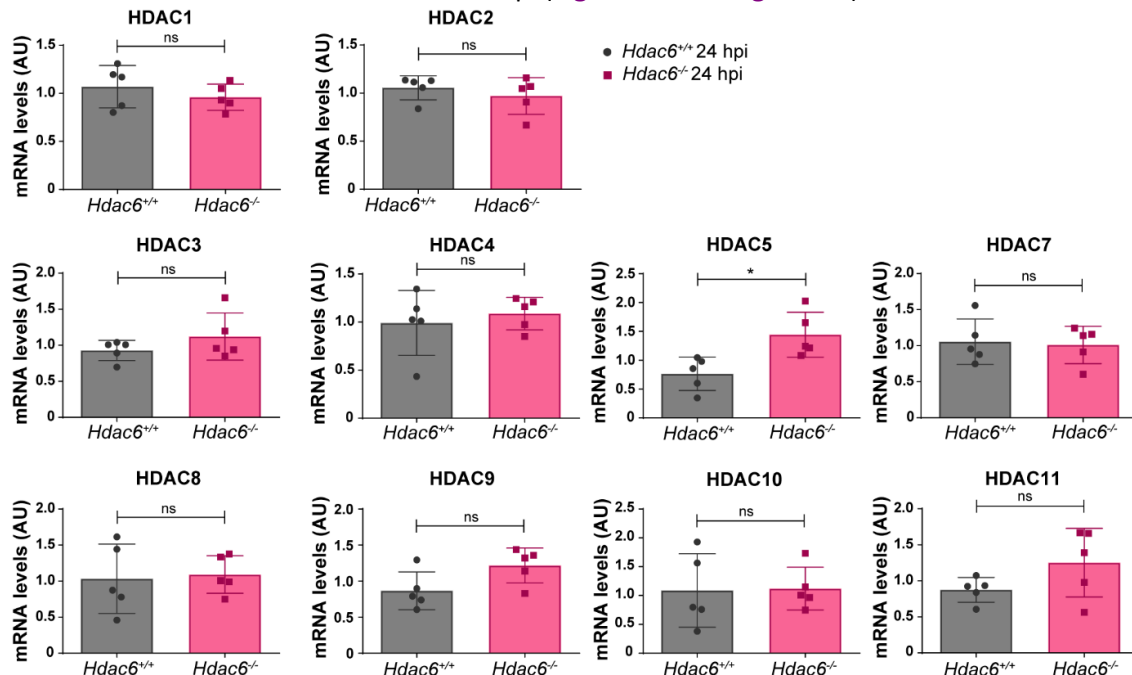 HDAC1
mRNA levels (AU)
1.5
1.0
0.5
0
ns
Hdac6+/+
Hdac6-/-
HDAC2
mRNA levels (AU)
1.5
1.0
0.5
0
ns
Hdac6+/+
Hdac6-/-
Hdac6+/+ 24 hpi
Hdac6-/- 24 hpi
HDAC3
mRNA levels (AU)
2.0
1.5
1.0
0.5
0
ns
Hdac6+/+
Hdac6-/-
HDAC4
mRNA levels (AU)
1.5
1.0
0.5
0
ns
Hdac6+/+
Hdac6-/-
HDAC5
mRNA levels (AU)
2.5
2.0
1.5
1.0
0.5
0
*
Hdac6+/+
Hdac6-/-
HDAC7
mRNA levels (AU)
2.0
1.5
1.0
0.5
0
ns
Hdac6+/+
Hdac6-/-
HDAC8
mRNA levels (AU)
2.0
1.5
1.0
0.5
0
ns
Hdac6+/+
Hdac6-/-
HDAC9
mRNA levels (AU)
2.0
1.5
1.0
0.5
0
ns
Hdac6+/+
Hdac6-/-
HDAC10
mRNA levels (AU)
2.5
2.0
1.5
1.0
0.5
0
ns
Hdac6+/+
Hdac6-/-
HDAC11
mRNA levels (AU)
2.0
1.5
1.0
0.5
0
ns
Hdac6+/+
Hdac6-/-